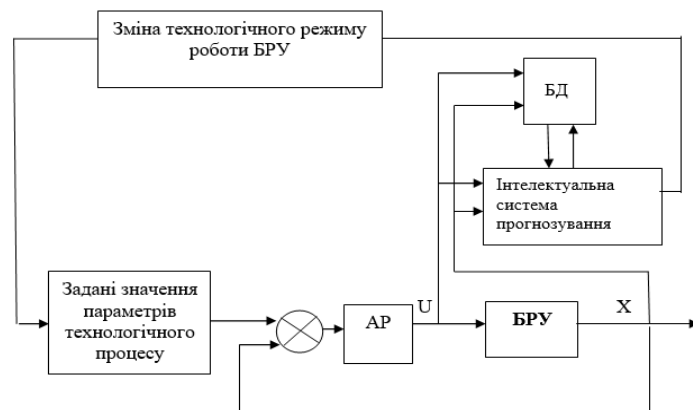 Зміна технологічного режиму
роботи БРУ
БД
Інтелектуальна
система
прогнозування
Задані значення
параметрів
технологічного
процесу
АР
U
БРУ
X